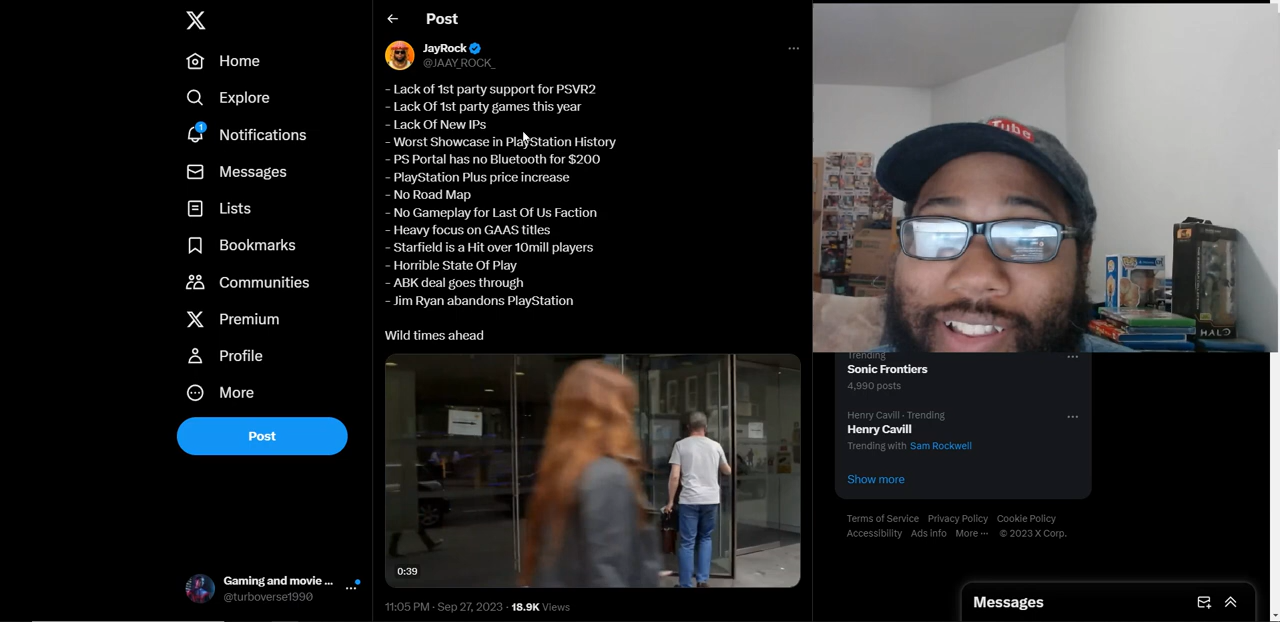 Home
Explore
1
Notifications
Messages
Lists
Bookmarks
Communities
Premium
Profile
More
Post
Gaming and movie ...
@turboverse1990
Post
JayRock
@JAAY_ROCK_
- Lack of 1st party support for PSVR2
- Lack Of 1st party games this year
- Lack Of New IPs
- Worst Showcase in PlayStation History
- PS Portal has no Bluetooth for $200
- PlayStation Plus price increase
- No Road Map
- No Gameplay for Last Of Us Faction
- Heavy focus on GAAS titles
- Starfield is a Hit over 10mill players
- Horrible State Of Play
- ABK deal goes through
- Jim Ryan abandons PlayStation
Wild times ahead
0:39
11:05 PM · Sep 27, 2023 · 18.9K Views
Tube
HALO
Trending
Sonic Frontiers
4,990 posts
Henry Cavill · Trending
Henry Cavill
Trending with Sam Rockwell
Show more
Terms of Service Privacy Policy Cookie Policy
Accessibility Ads info More ··· © 2023 X Corp.
Messages